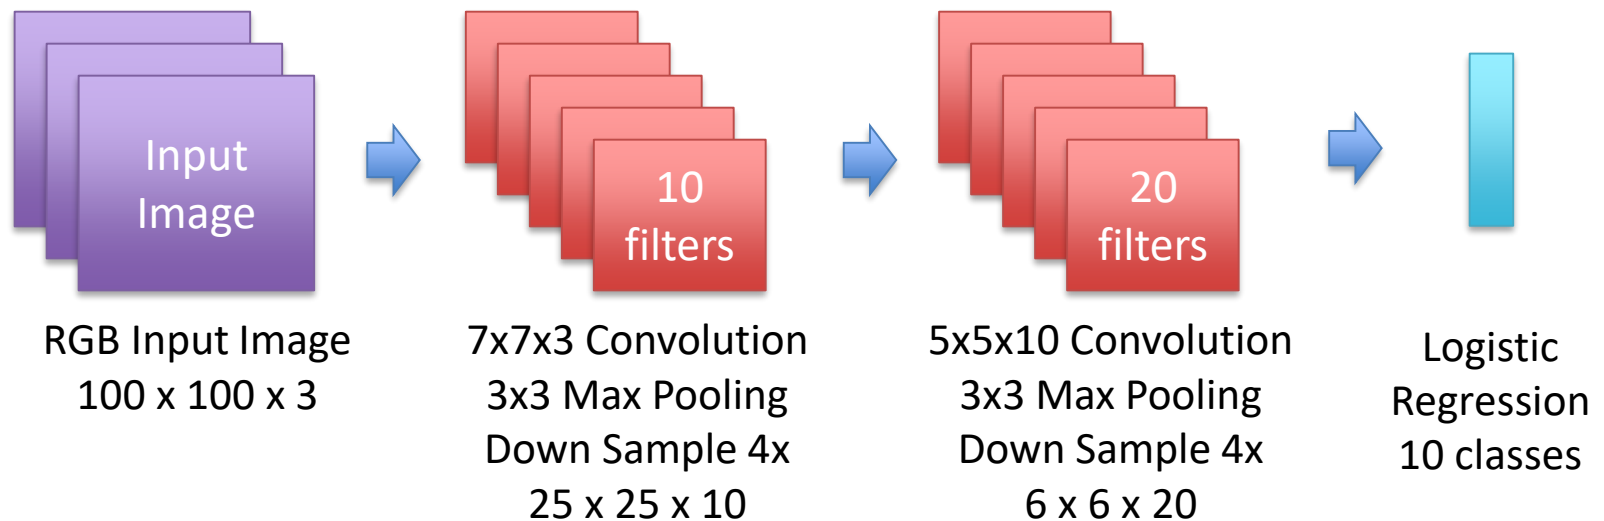 Input
Image
RGB Input Image
100 x 100 x 3
10
filters
7x7x3 Convolution
3x3 Max Pooling
Down Sample 4x
25 x 25 x 10
20
filters
5x5x10 Convolution
3x3 Max Pooling
Down Sample 4x
6 x 6 x 20
Logistic
Regression
10 classes